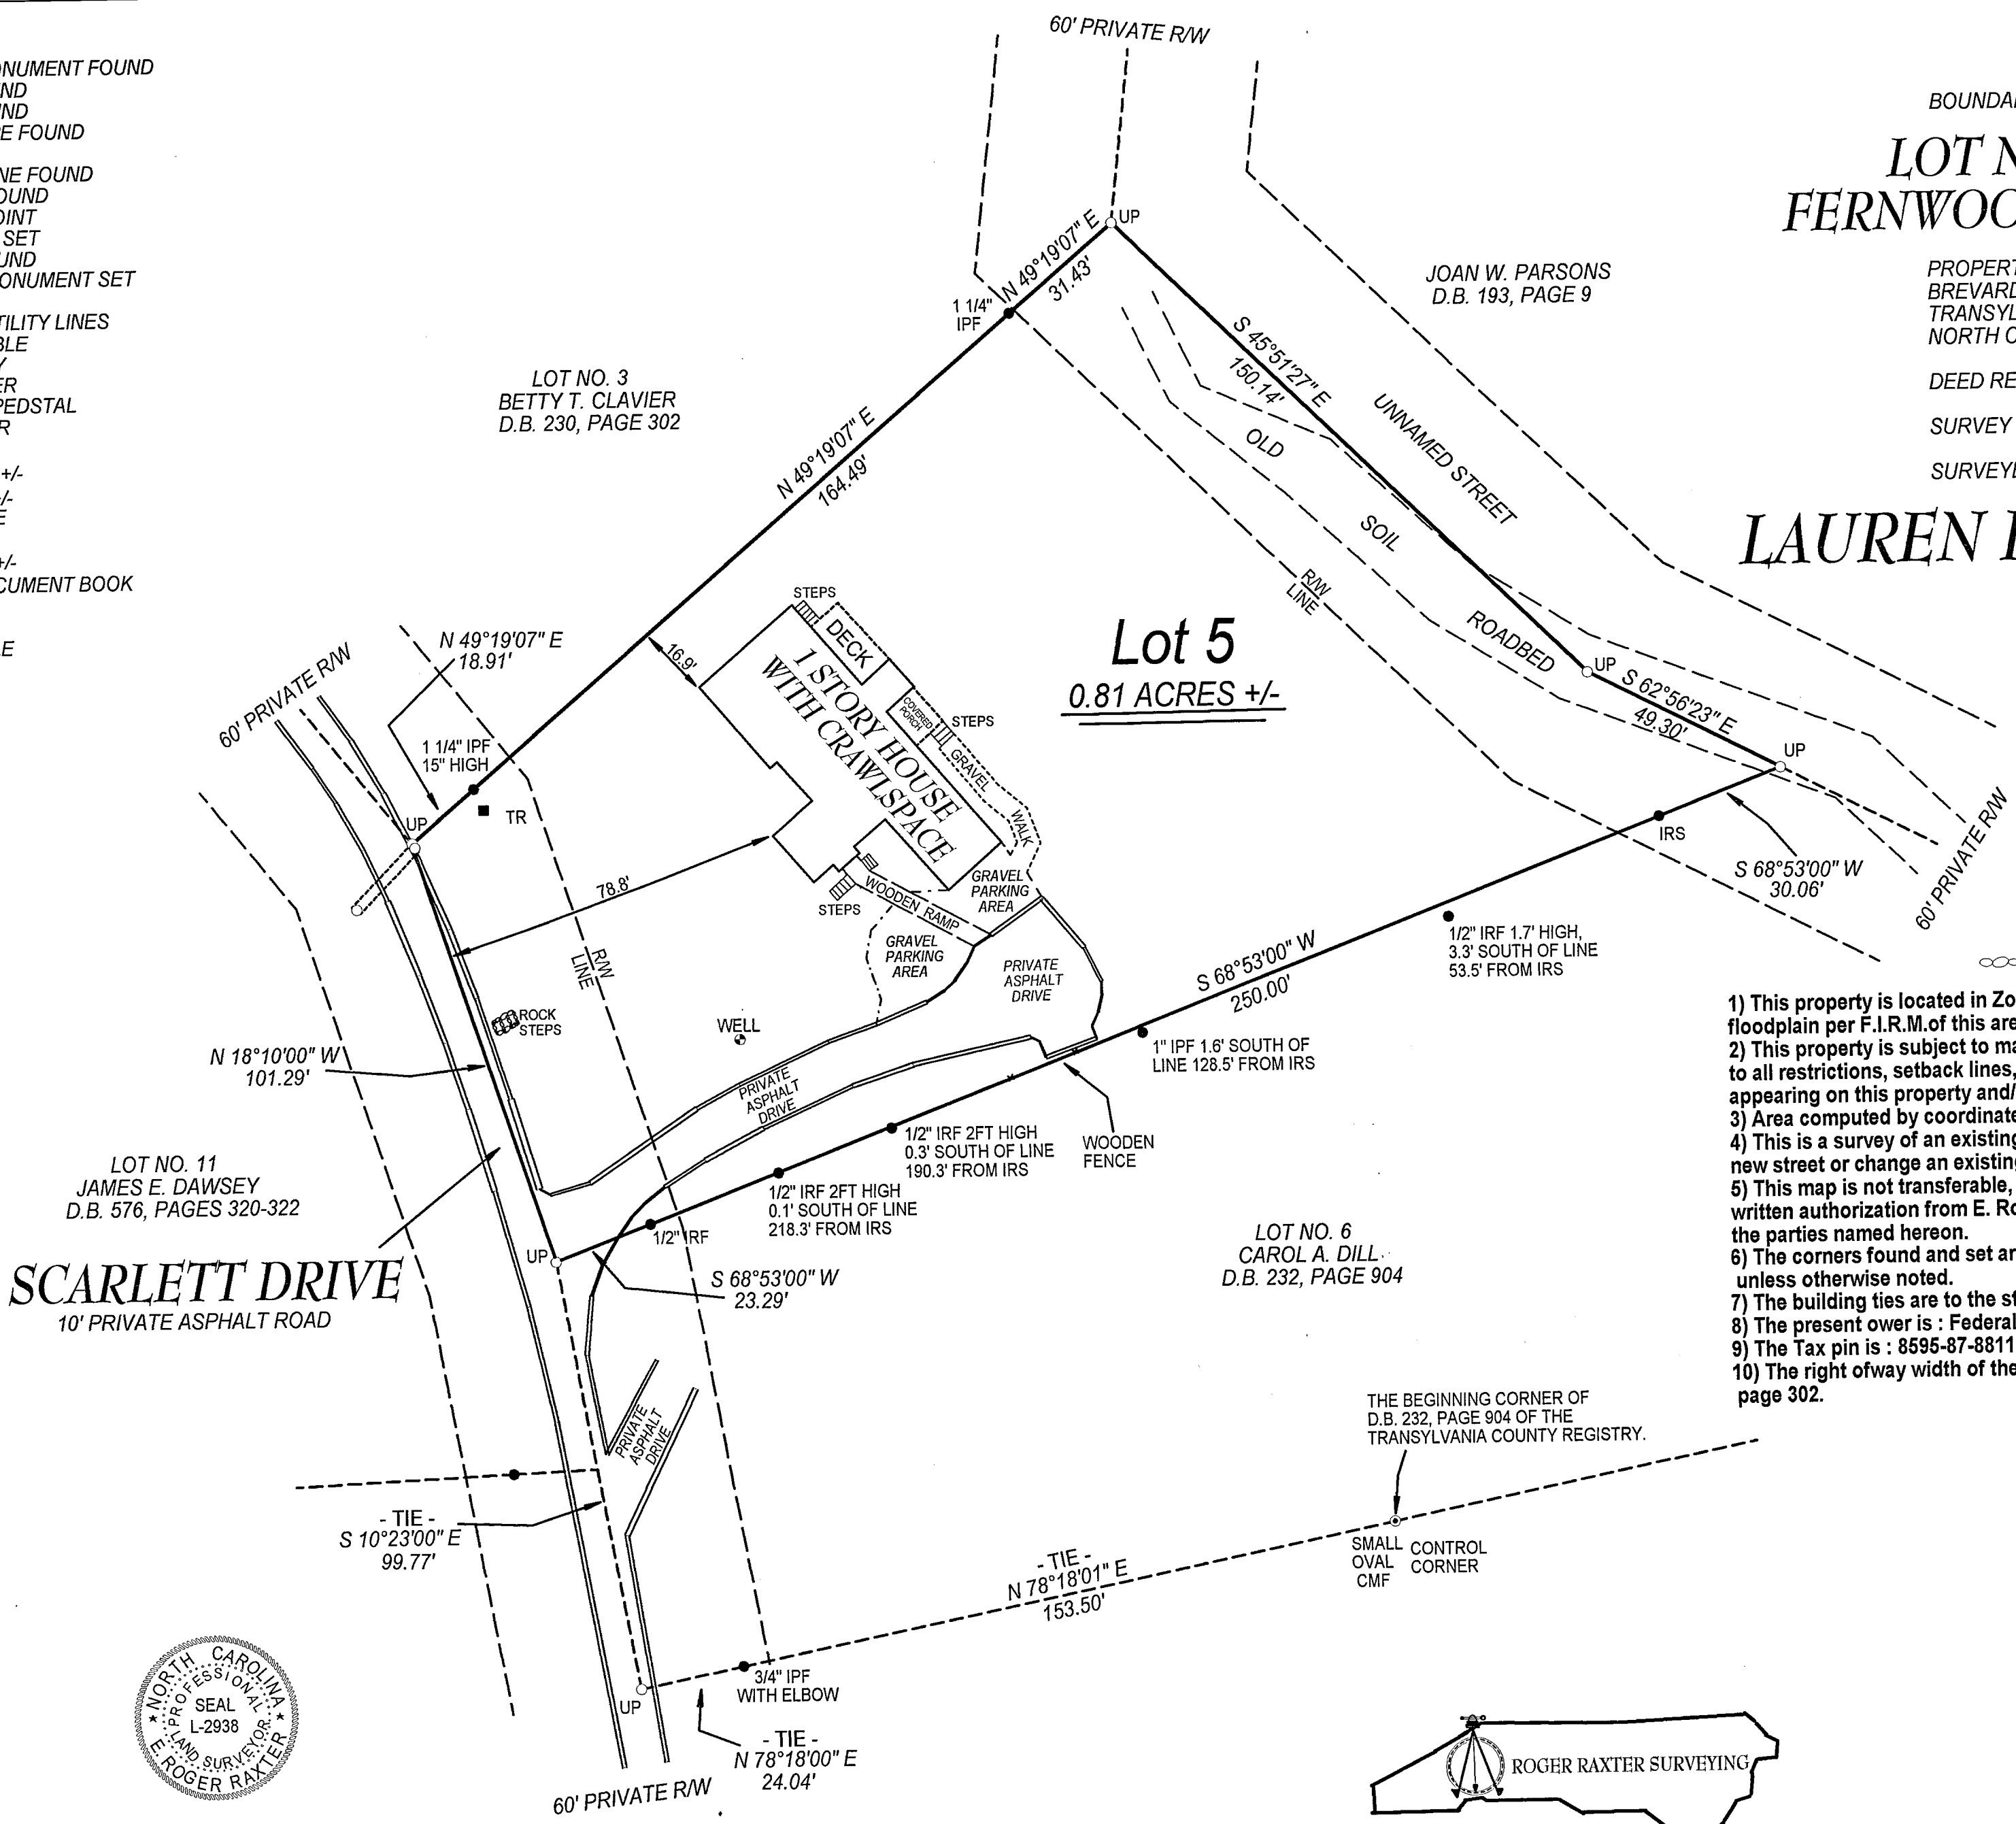 60' PRIVATE R/W
ONUMENT FOUND
ND
UND
E FOUND
NE FOUND
OUND
OINT
SET
UND
ONUMENT SET
TILITY LINES
BLE
Y
ER
PEDSTAL
R
+/-
+/-
E
+/-
CUMENT BOOK
LE
BOUNDA
LOT N
FERNWOO
PROPERT
BREVARD
TRANSYL
NORTH C
DEED RE
SURVEY
SURVEY
LAUREN
JOAN W. PARSONS
D.B. 193, PAGE 9
UP
N 49°19'07" E
31.43'
1 1/4"
IPF
LOT NO. 3
BETTY T. CLAVIER
D.B. 230, PAGE 302
N 49°19'07" E
164.49'
S 45°51'27" E
150.14'
UNNAMED STREET
OLD
SOIL
ROADBED
R/W
LINE
UP
S 62°56'23" E
49.30'
UP
IRS
S 68°53'00" W
30.06'
60' PRIVATE R/W
Lot 5
0.81 ACRES +/-
STEPS
DECK
1 STORY HOUSE
WITH CRAWLSPACE
COVERED
PORCH
STEPS
GRAVEL
WALK
16.9'
N 49°19'07" E
18.91'
60' PRIVATE R/W
1 1/4" IPF
15" HIGH
TR
UP
78.8'
R/W
LINE
STEPS
WOODEN RAMP
GRAVEL
PARKING
AREA
GRAVEL
PARKING
AREA
PRIVATE
ASPHALT
DRIVE
ROCK
STEPS
WELL
PRIVATE
ASPHALT
DRIVE
S 68°53'00" W
250.00'
1/2" IRF 1.7' HIGH,
3.3' SOUTH OF LINE
53.5' FROM IRS
1" IPF 1.6' SOUTH OF
LINE 128.5' FROM IRS
WOODEN
FENCE
1/2" IRF 2FT HIGH
0.3' SOUTH OF LINE
190.3' FROM IRS
1/2" IRF 2FT HIGH
0.1' SOUTH OF LINE
218.3' FROM IRS
1/2" IRF
N 18°10'00" W
101.29'
LOT NO. 11
JAMES E. DAWSEY
D.B. 576, PAGES 320-322
SCARLETT DRIVE
10' PRIVATE ASPHALT ROAD
UP
S 68°53'00" W
23.29'
LOT NO. 6
CAROL A. DILL
D.B. 232, PAGE 904
1) This property is located in Zo
floodplain per F.I.R.M.of this are
2) This property is subject to ma
to all restrictions, setback lines,
appearing on this property and/
3) Area computed by coordinate
4) This is a survey of an existing
new street or change an existing
5) This map is not transferable,
written authorization from E. Ro
the parties named hereon.
6) The corners found and set ar
unless otherwise noted.
7) The building ties are to the st
8) The present ower is : Federal
9) The Tax pin is : 8595-87-8811
10) The right ofway width of the
page 302.
PRIVATE
ASPHALT
DRIVE
- TIE -
S 10°23'00" E
99.77'
THE BEGINNING CORNER OF
D.B. 232, PAGE 904 OF THE
TRANSYLVANIA COUNTY REGISTRY.
SMALL
OVAL
CMF
CONTROL
CORNER
- TIE -
N 78°18'01" E
153.50'
3/4" IPF
WITH ELBOW
UP
- TIE -
N 78°18'00" E
24.04'
60' PRIVATE R/W
NORTH CAROLINA
PROFESSIONAL
SEAL
L-2938
LAND SURVEYOR
E. ROGER RAXTER
ROGER RAXTER SURVEYING